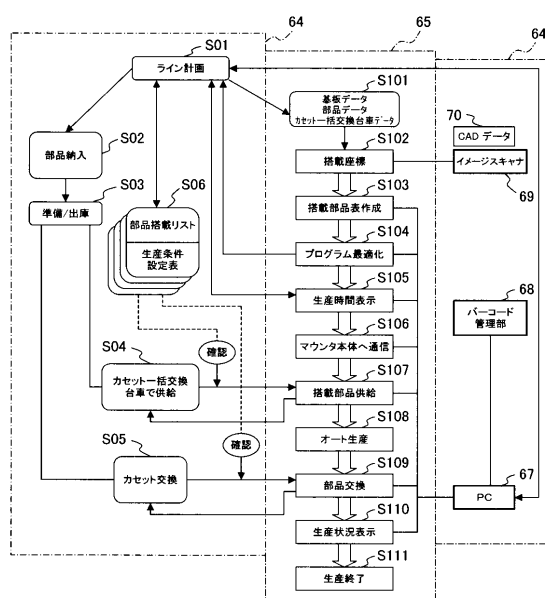 64
65
64
S01
ライン計画
S02
部品納入
S03
準備/出庫
S06
部品搭載リスト
生産条件
設定表
S04
確認
カセット一括交換
台車で供給
S05
確認
カセット交換
S101
基板データ
部品データ
カセット一括交換台車データ
S102
搭載座標
S103
搭載部品表作成
S104
プログラム最適化
S105
生産時間表示
S106
マウンタ本体へ通信
S107
搭載部品供給
S108
オート生産
S109
部品交換
S110
生産状況表示
S111
生産終了
70
CAD データ
イメージスキャナ
69
68
バーコード
管理部
67
PC